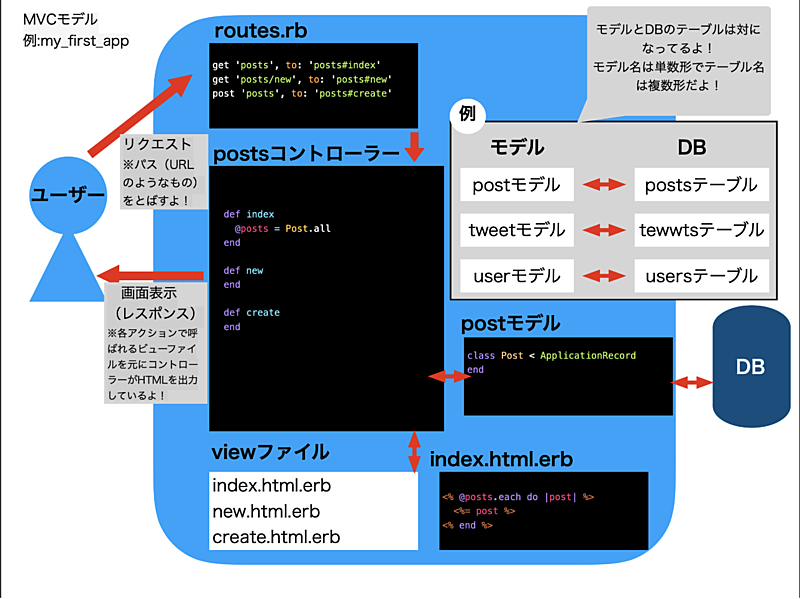 MVCモデル
例:my_first_app
routes.rb
get 'posts', to: 'posts#index'
get 'posts/new', to: 'posts#new'
post 'posts', to: 'posts#create'
モデルとDBのテーブルは対に
なってるよ！
モデル名は単数形でテーブル名
は複数形だよ！
例
モデル
DB
postモデル
postsテーブル
tweetモデル
tewwtsテーブル
userモデル
usersテーブル
リクエスト
※パス（URL
のようなもの）
をとばすよ！
ユーザー
postsコントローラー
def index
@posts = Post.all
end
def new
end
def create
end
画面表示
（レスポンス）
※各アクションで呼
ばれるビューファイ
ルを元にコントロー
ラーがHTMLを出力
しているよ！
postモデル
class Post < ApplicationRecord
end
DB
viewファイル
index.html.erb
new.html.erb
create.html.erb
index.html.erb
<% @posts.each do |post| %>
<%= post %>
<% end %>